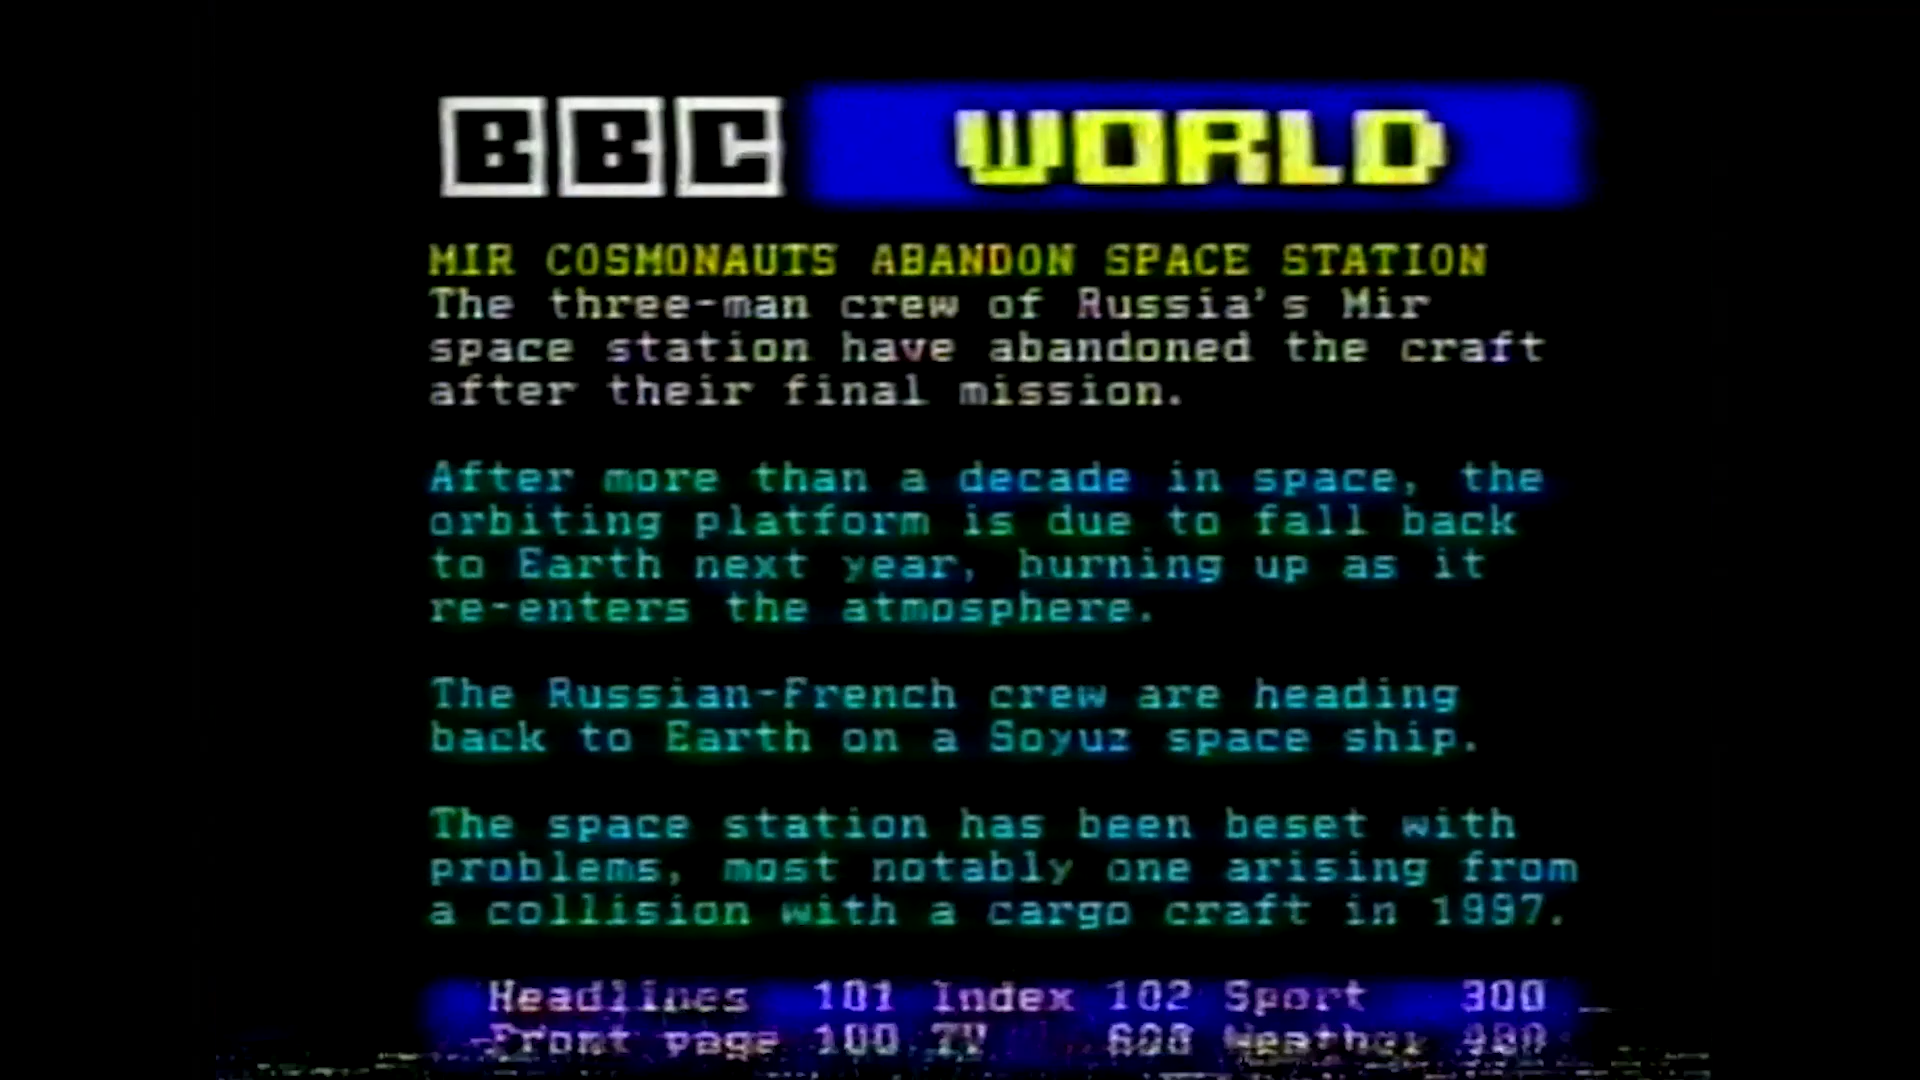 BBC WORLD
MIR COSMONAUTS ABANDON SPACE STATION
The three-man crew of Russia's Mir
space station have abandoned the craft
after their final mission.
After more than a decade in space, the
orbiting platform is due to fall back
to Earth next year, burning up as it
re-enters the atmosphere.
The Russian-French crew are heading
back to Earth on a Soyuz space ship.
The space station has been beset with
problems, most notably one arising from
a collision with a cargo craft in 1997.
Headlines 101 Index 102 Sport 300
Front page 100 TV Weather